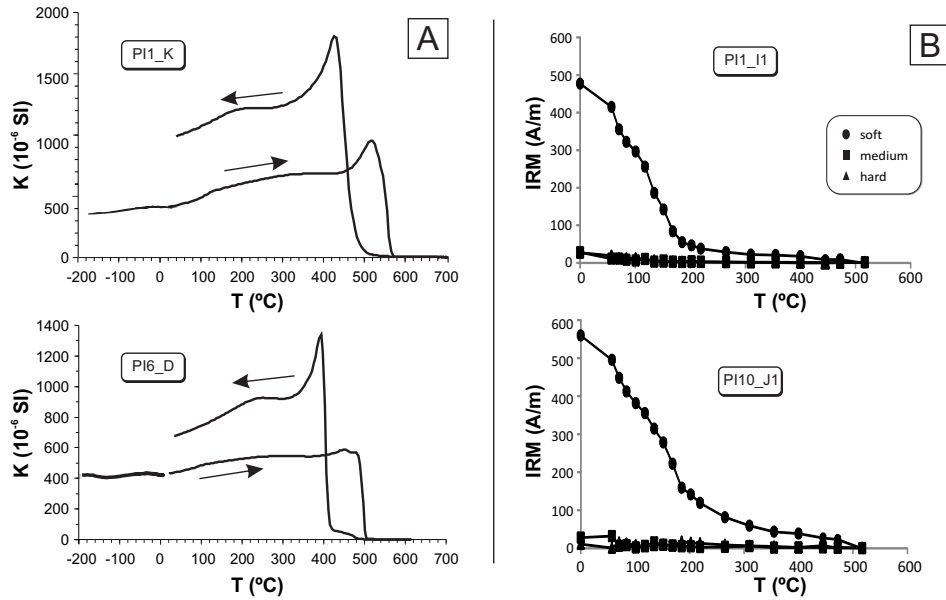 A
PI1_K
K (10⁻⁶ SI)
2000
1500
1000
500
0
-200 -100 0 100 200 300 400 500 600 700
T (ºC)
PI6_D
K (10⁻⁶ SI)
1400
1200
1000
800
600
400
200
0
-200 -100 0 100 200 300 400 500 600 700
T (ºC)
B
PI1_I1
soft
medium
hard
IRM (A/m)
600
500
400
300
200
100
0
0 100 200 300 400 500 600
T (ºC)
PI10_J1
IRM (A/m)
600
500
400
300
200
100
0
0 100 200 300 400 500 600
T (ºC)